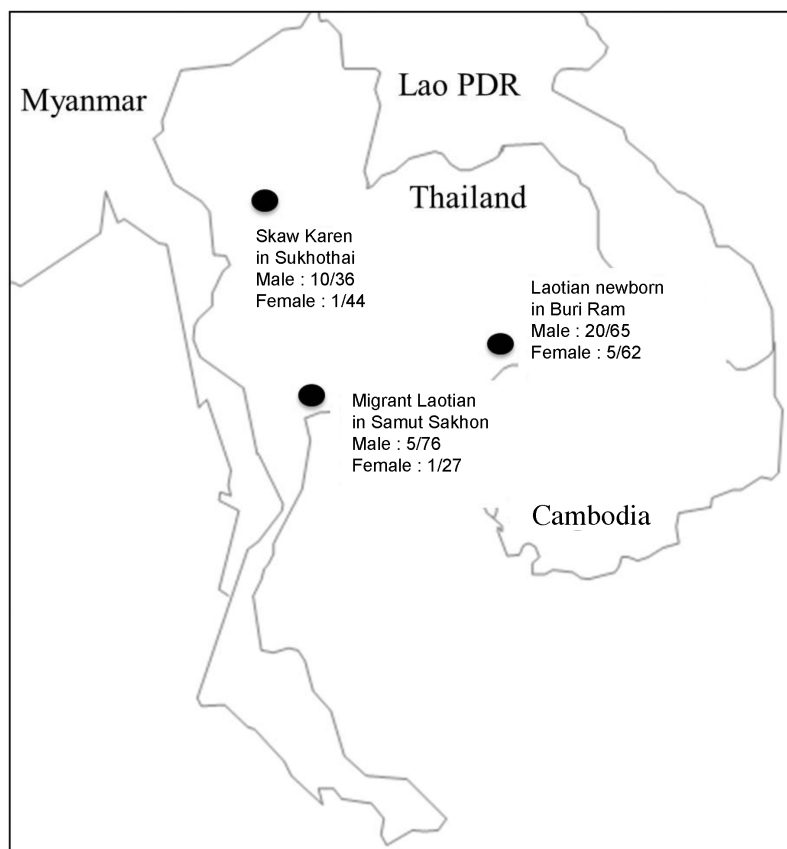 Myanmar
Lao PDR
Thailand
Skaw Karen
in Sukhothai
Male : 10/36
Female : 1/44
Laotian newborn
in Buri Ram
Male : 20/65
Female : 5/62
Migrant Laotian
in Samut Sakhon
Male : 5/76
Female : 1/27
Cambodia